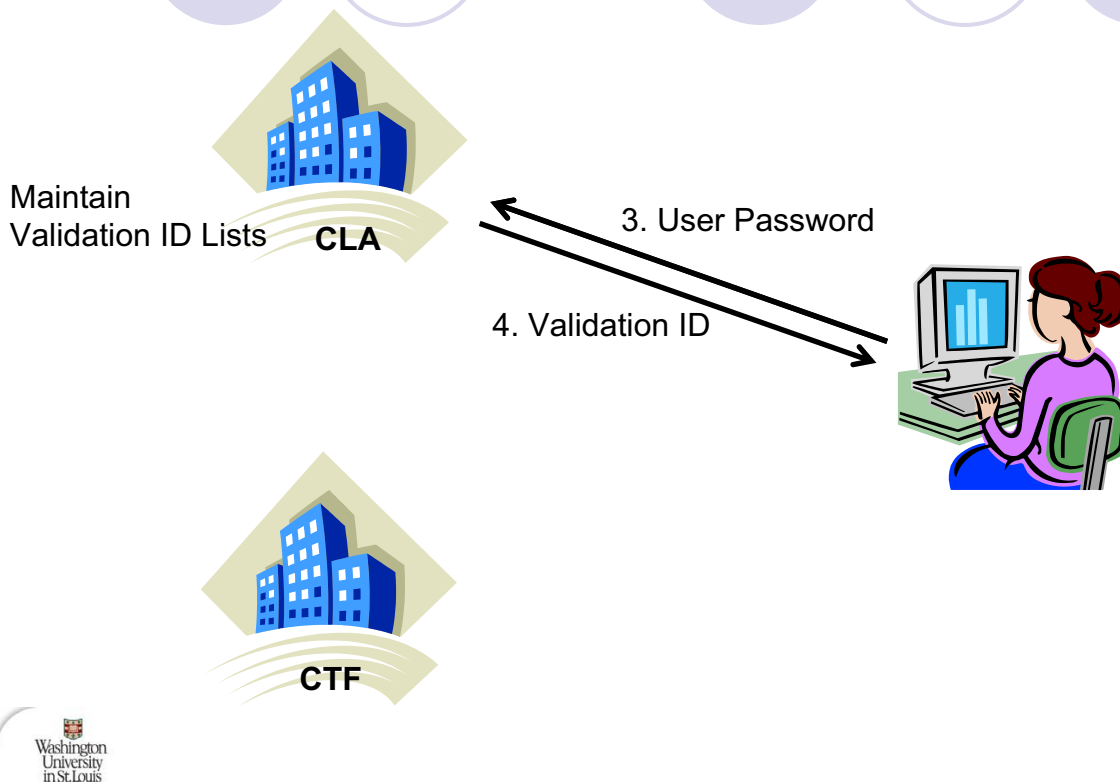 Maintain
Validation ID Lists
CLA
3. User Password
4. Validation ID
CTF
Washington
University
in St.Louis